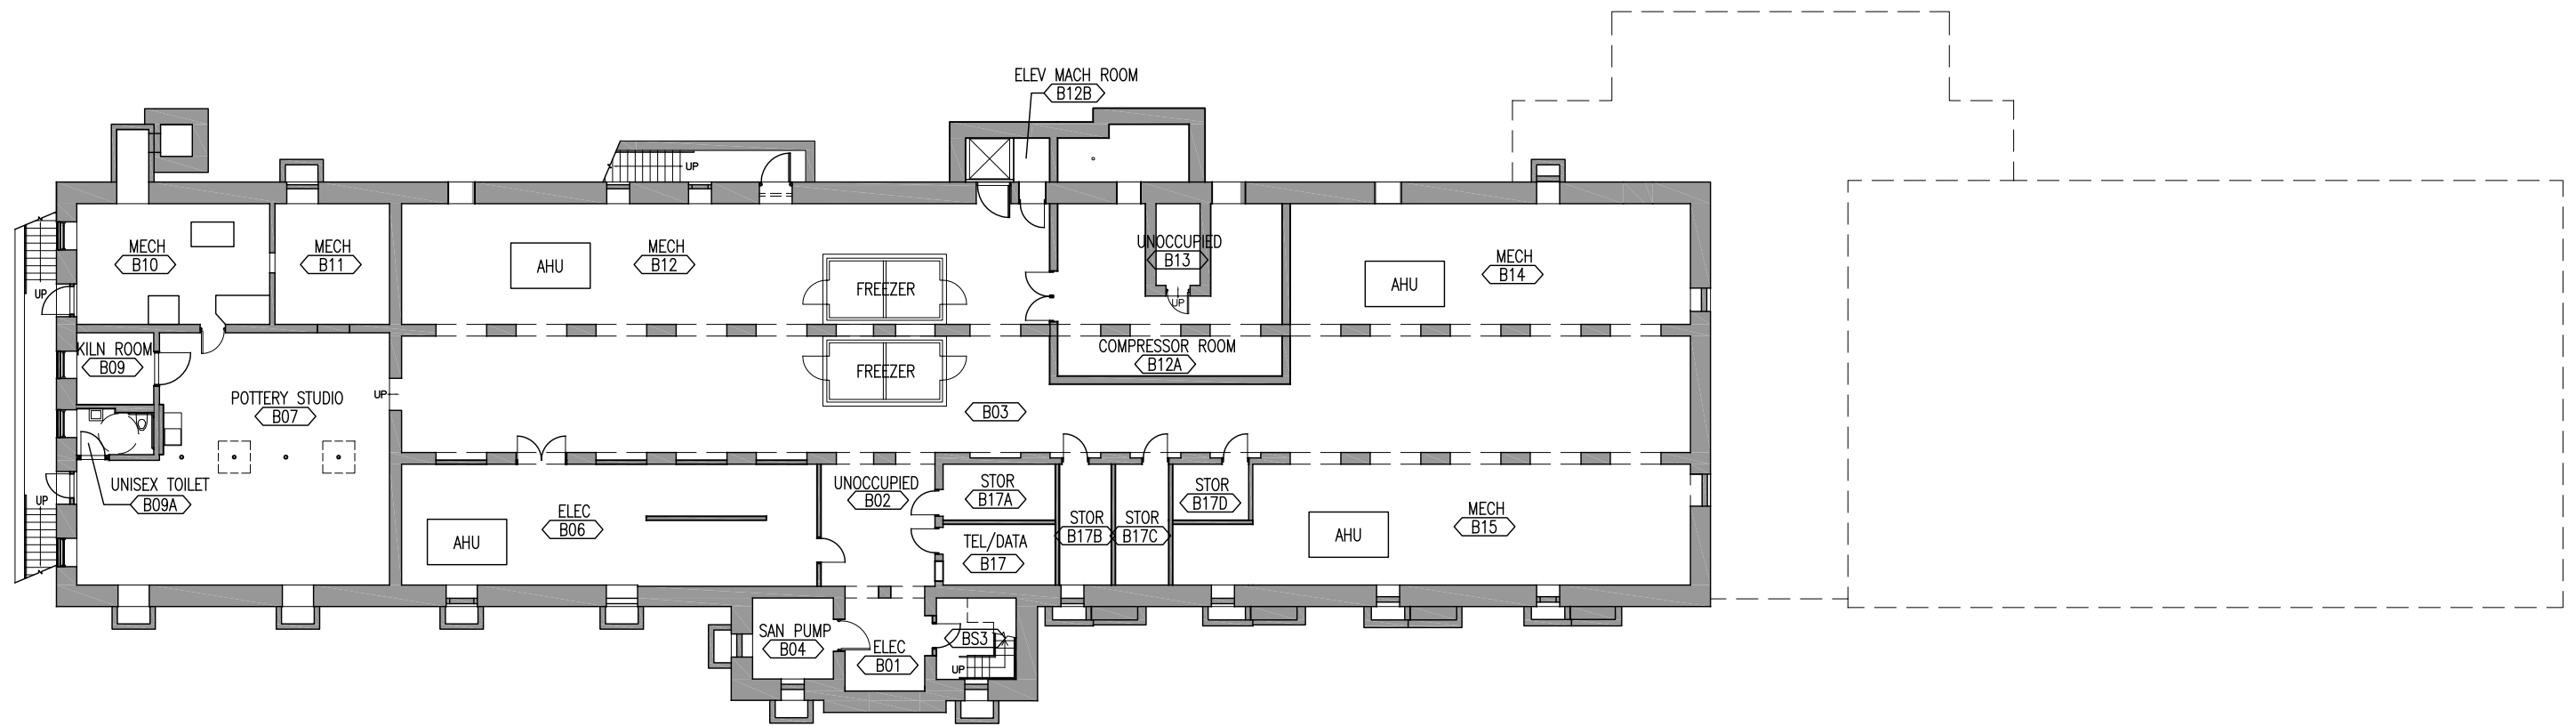 ELEV MACH ROOM
B12B
UP
MECH
B10
MECH
B11
AHU
MECH
B12
FREEZER
UNOCCUPIED
B13
UP
AHU
MECH
B14
UP
KILN ROOM
B09
FREEZER
COMPRESSOR ROOM
B12A
POTTERY STUDIO
B07
UP
B03
UNISEX TOILET
B09A
UP
ELEC
B06
AHU
UNOCCUPIED
B02
STOR
B17A
TEL/DATA
B17
STOR
B17B
STOR
B17C
STOR
B17D
AHU
MECH
B15
SAN PUMP
B04
ELEC
B01
BS3
UP